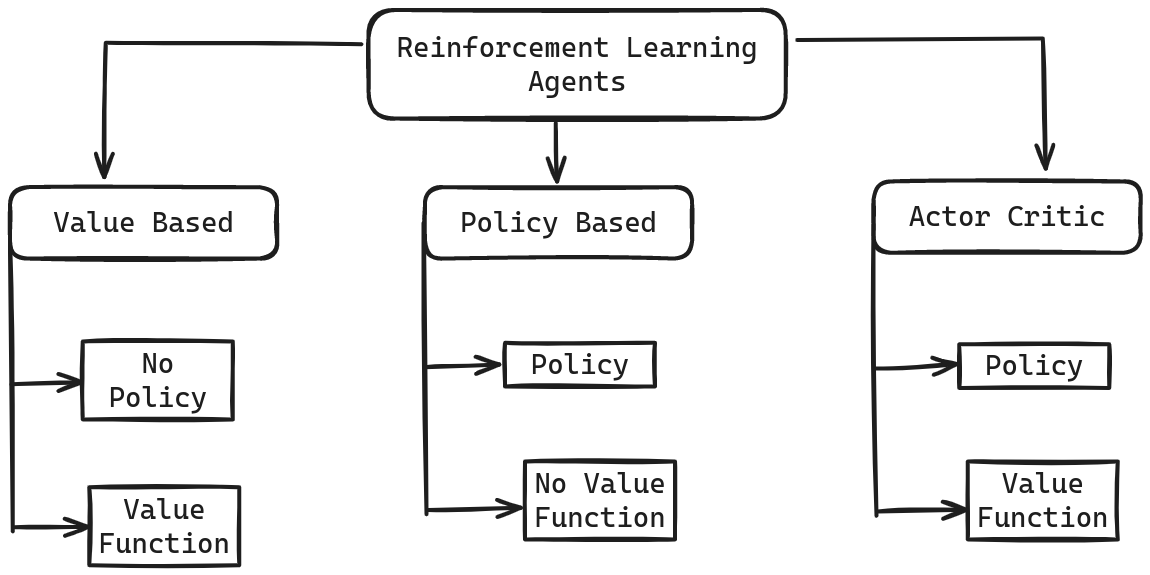 Reinforcement Learning
Agents
Value Based
Policy Based
Actor Critic
No
Policy
Policy
Policy
Value
Function
No Value
Function
Value
Function